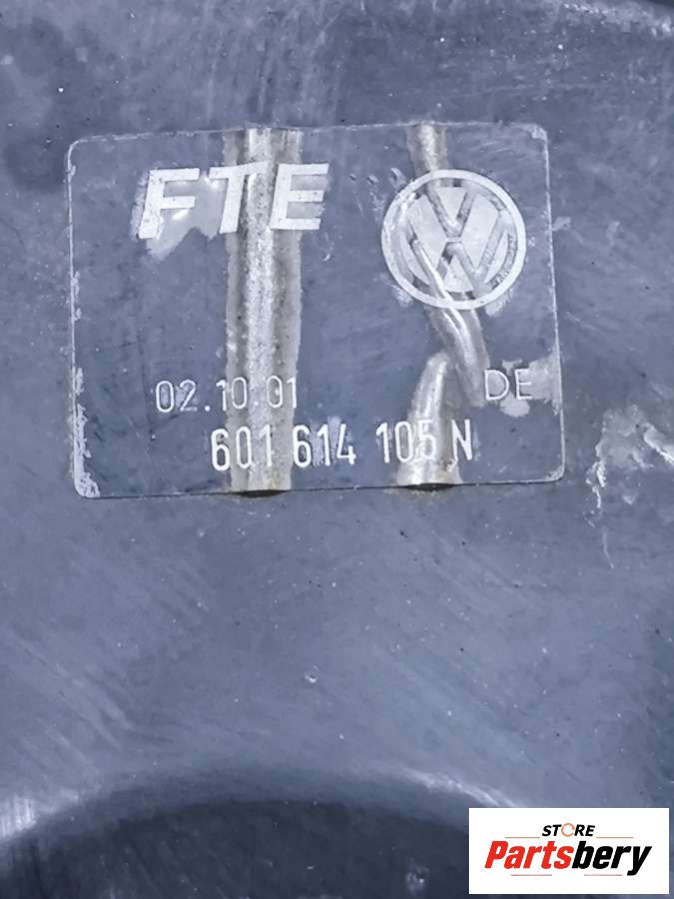 FTE
02.10.01
DE
601 614 105 N
STORE
Partsbery